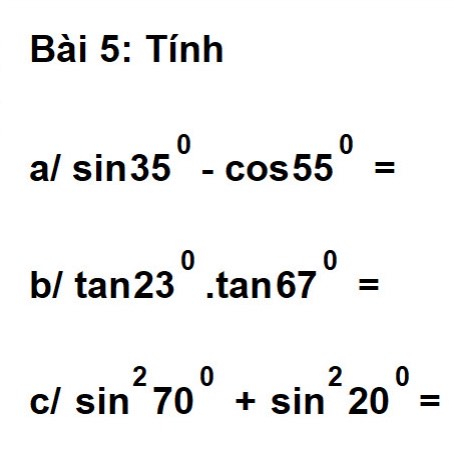 Bài 5: Tính
a/ sin35⁰ - cos55⁰ =
b/ tan23⁰ .tan67⁰ =
c/ sin²70⁰ + sin²20⁰ =